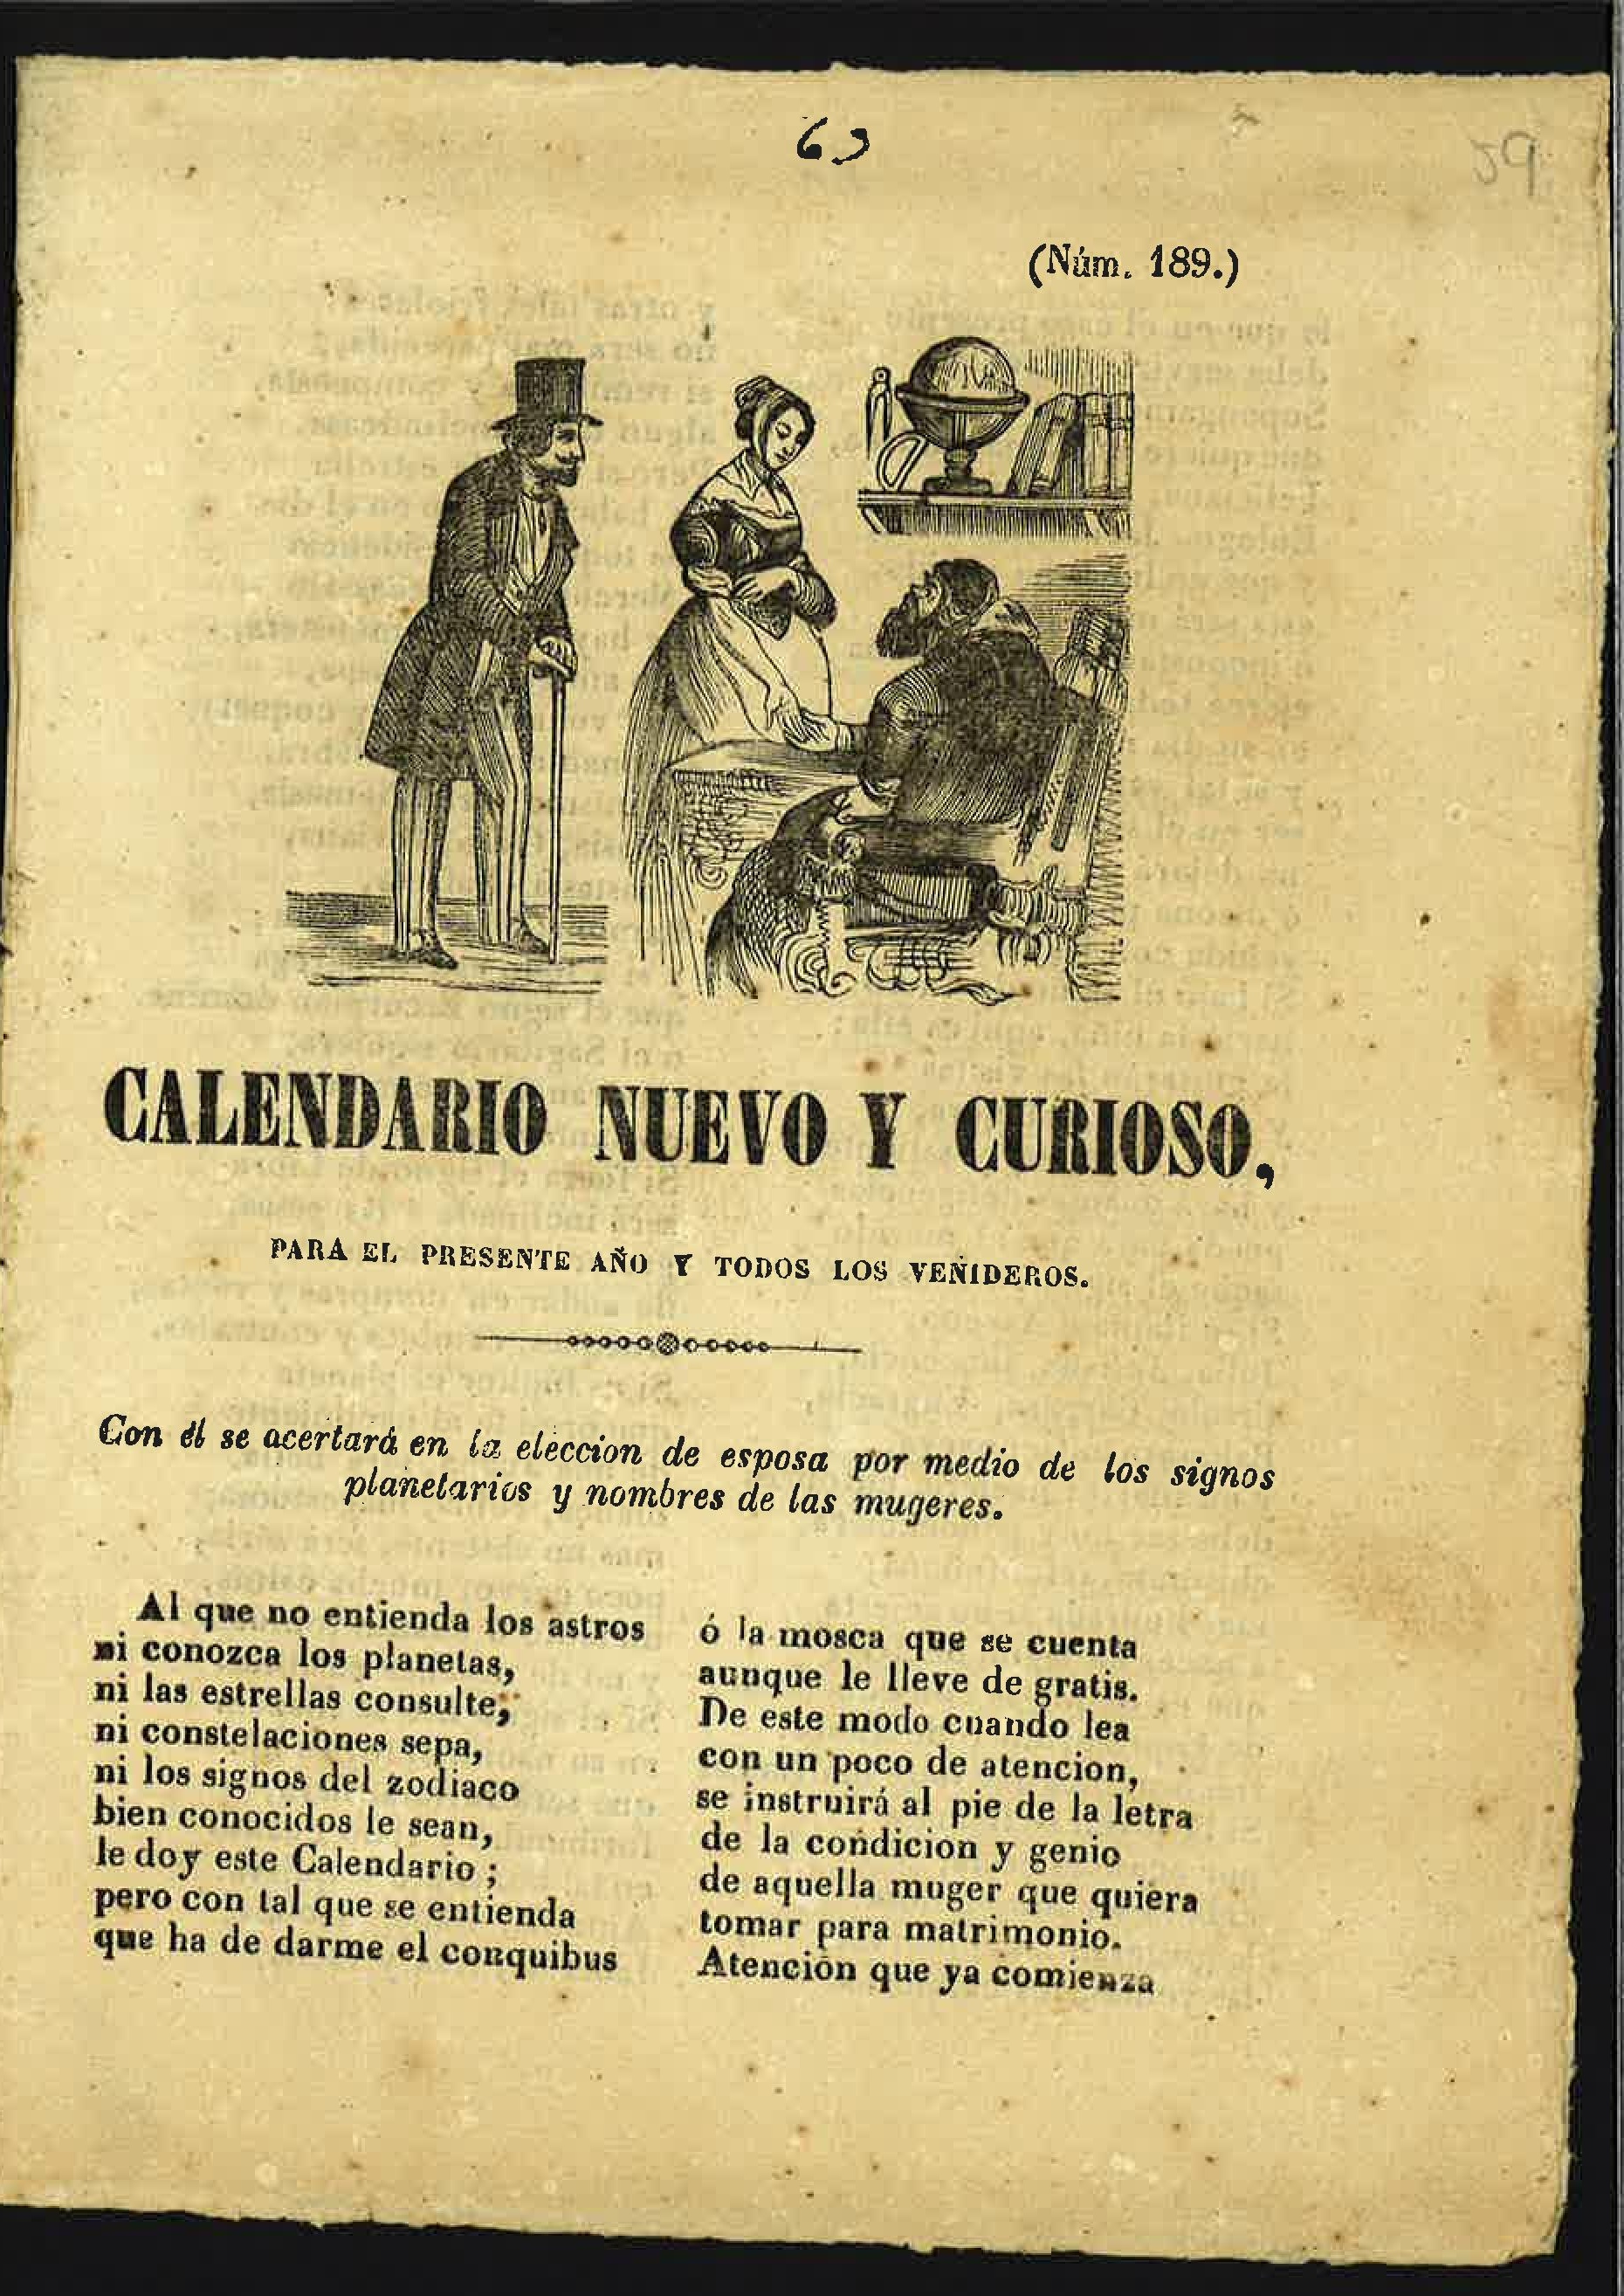 63
59
(Núm. 189.)
CALENDARIO NUEVO Y CURIOSO,
PARA EL PRESENTE AÑO Y TODOS LOS VENIDEROS.
Con él se acertará en la eleccion de esposa por medio de los signos
planetarios y nombres de las mugeres.
Al que no entienda los astros
ni conozca los planetas,
ni las estrellas consulte,
ni constelaciones sepa,
ni los signos del zodiaco
bien conocidos le sean,
le doy este Calendario;
pero con tal que se entienda
que ha de darme el conquibus
ó la mosca que se cuenta
aunque le lleve de gratis.
De este modo cuando lea
con un poco de atencion,
se instruirá al pie de la letra
de la condicion y genio
de aquella muger que quiera
tomar para matrimonio.
Atención que ya comienza